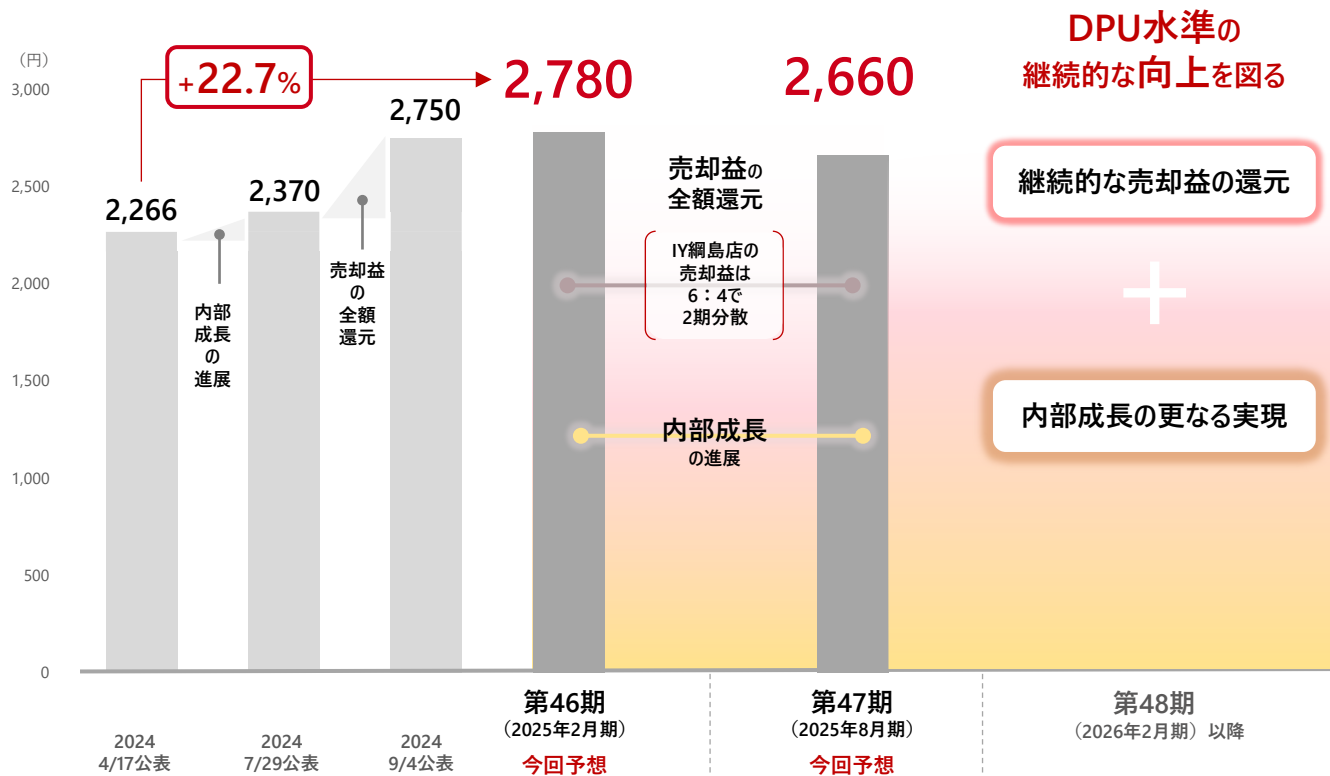 DPU水準の
継続的な向上を図る
（円）
3,000
2,500
2,000
1,500
1,000
500
0
+22.7%
2,266
2,370
2,750
2,780
2,660
内部
成長
の
進展
売却益
の
全額
還元
売却益の
全額還元
IY綱島店の
売却益は
6：4で
2期分散
内部成長
の進展
継続的な売却益の還元
＋
内部成長の更なる実現
2024
4/17公表
2024
7/29公表
2024
9/4公表
第46期
（2025年2月期）
今回予想
第47期
（2025年8月期）
今回予想
第48期
（2026年2月期）以降